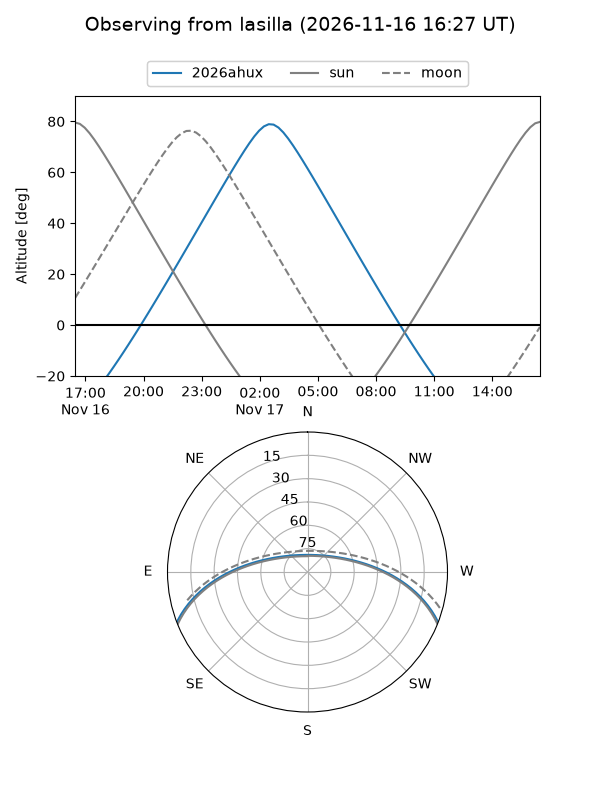 Observing from lasilla (2026-11-16 16:27 UT)
2026ahux
sun
moon
Altitude [deg]
80
60
40
20
0
−20
17:00
Nov 16
20:00
23:00
02:00
Nov 17
05:00
08:00
11:00
14:00
N
NE
NW
15
30
45
60
75
E
W
SE
SW
S